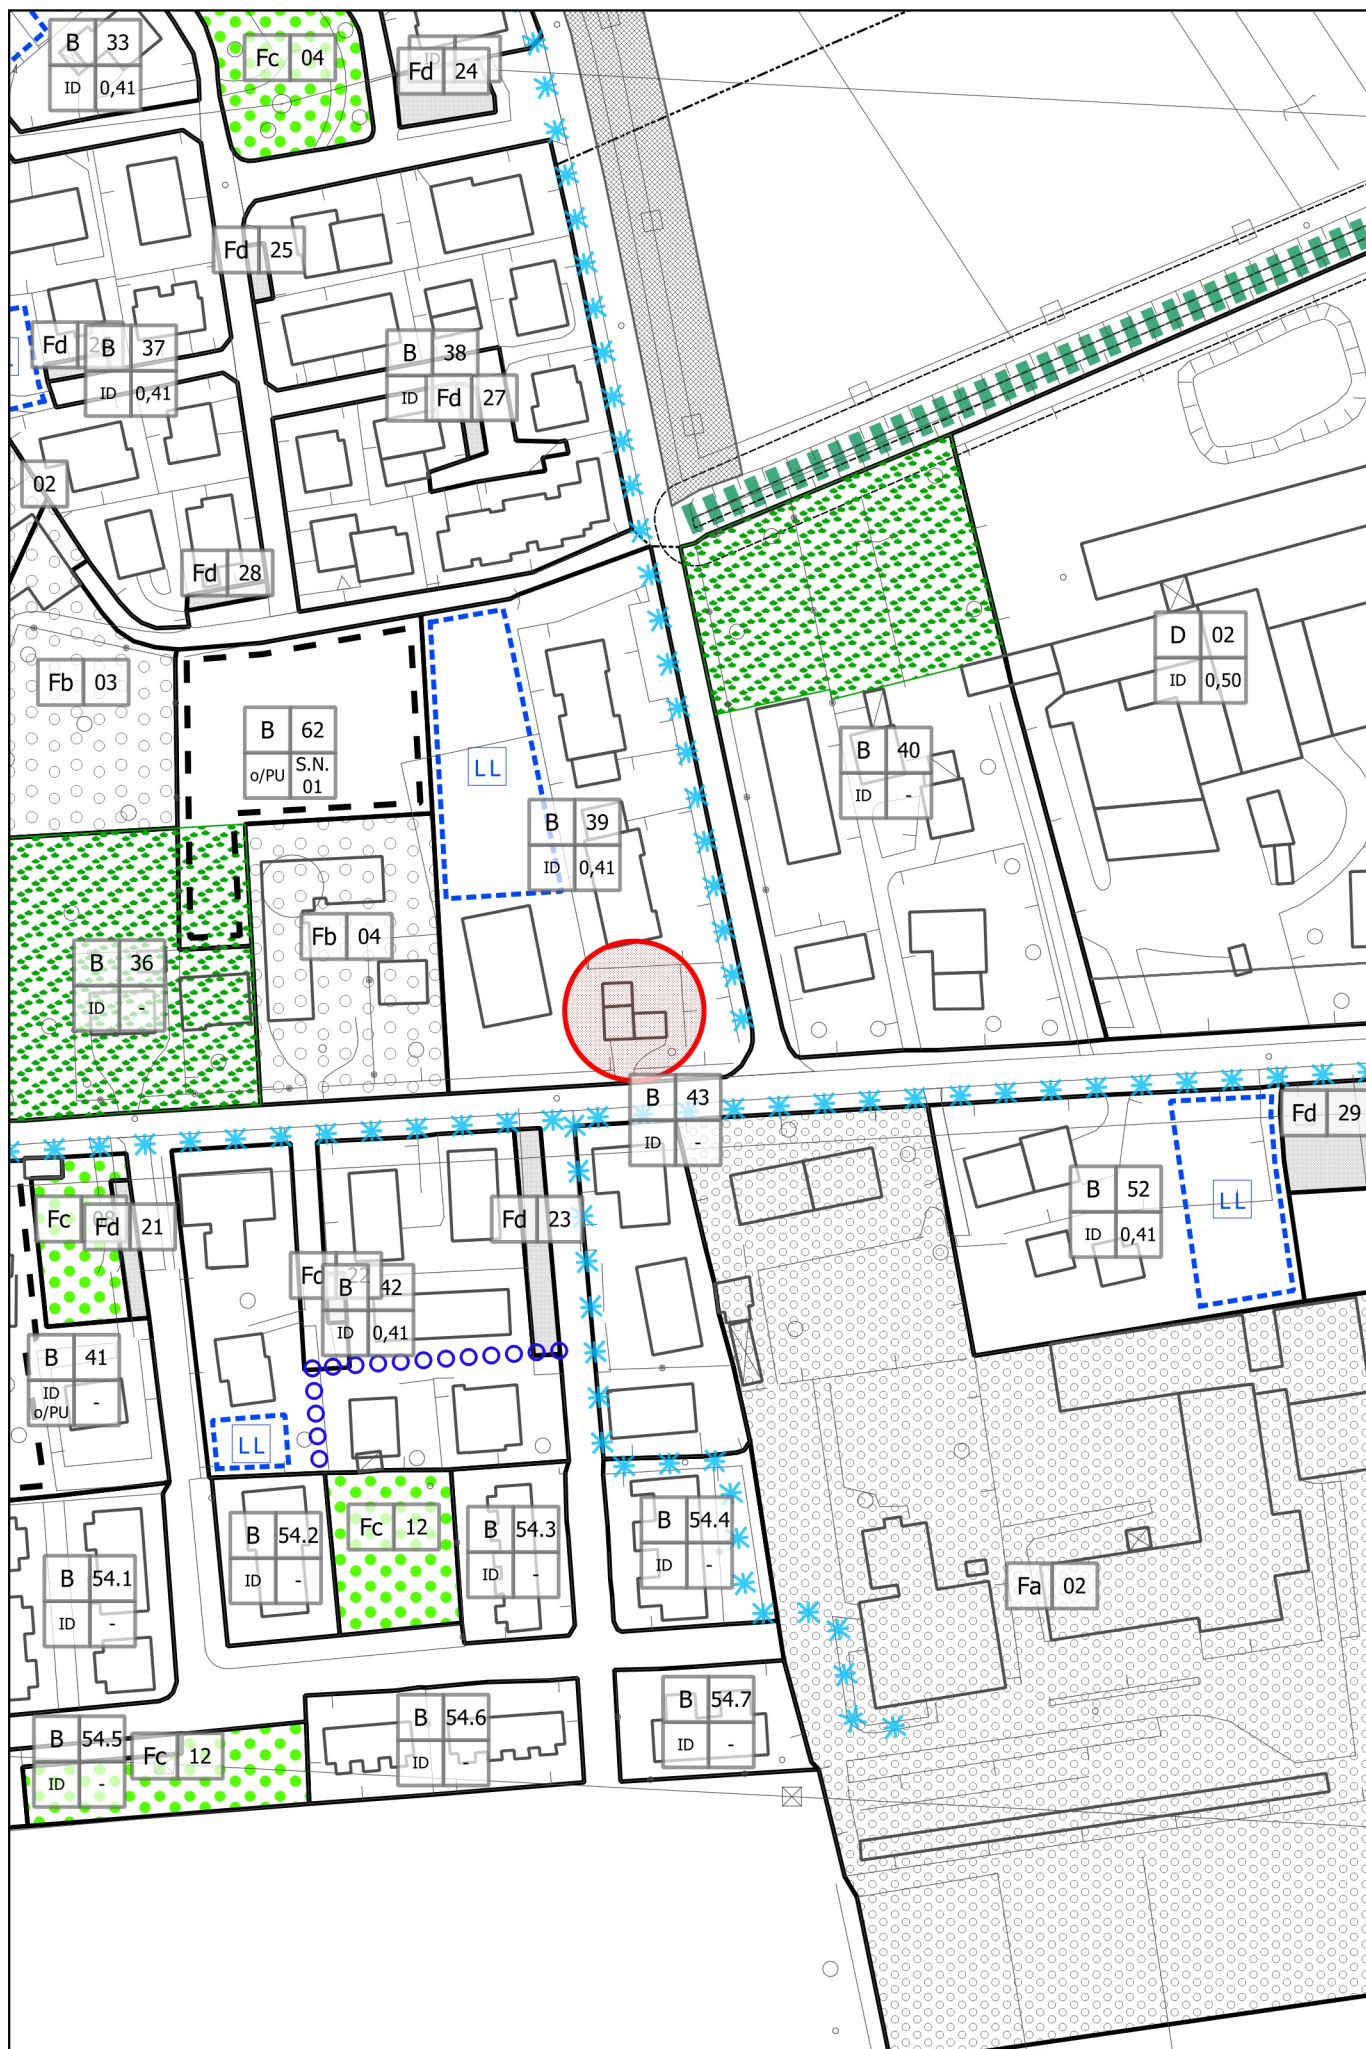 B 33
ID 0,41
Fc 04
Fd 24
Fd 25
Fd
B 37
ID 0,41
B 38
ID Fd 27
02
Fd 28
Fb 03
B 62
o/PU S.N. 01
LL
B 39
ID 0,41
B 40
ID -
D 02
ID 0,50
B 36
ID -
Fb 04
B 43
ID -
Fd 29
B 52
ID 0,41
LL
Fc
Fd 21
Fd 23
Fd 22
B 42
ID 0,41
B 41
ID o/PU -
LL
B 54.2
ID -
Fc 12
B 54.3
ID -
B 54.4
ID -
B 54.1
ID -
Fa 02
B 54.5
ID -
Fc 12
B 54.6
ID -
B 54.7
ID -